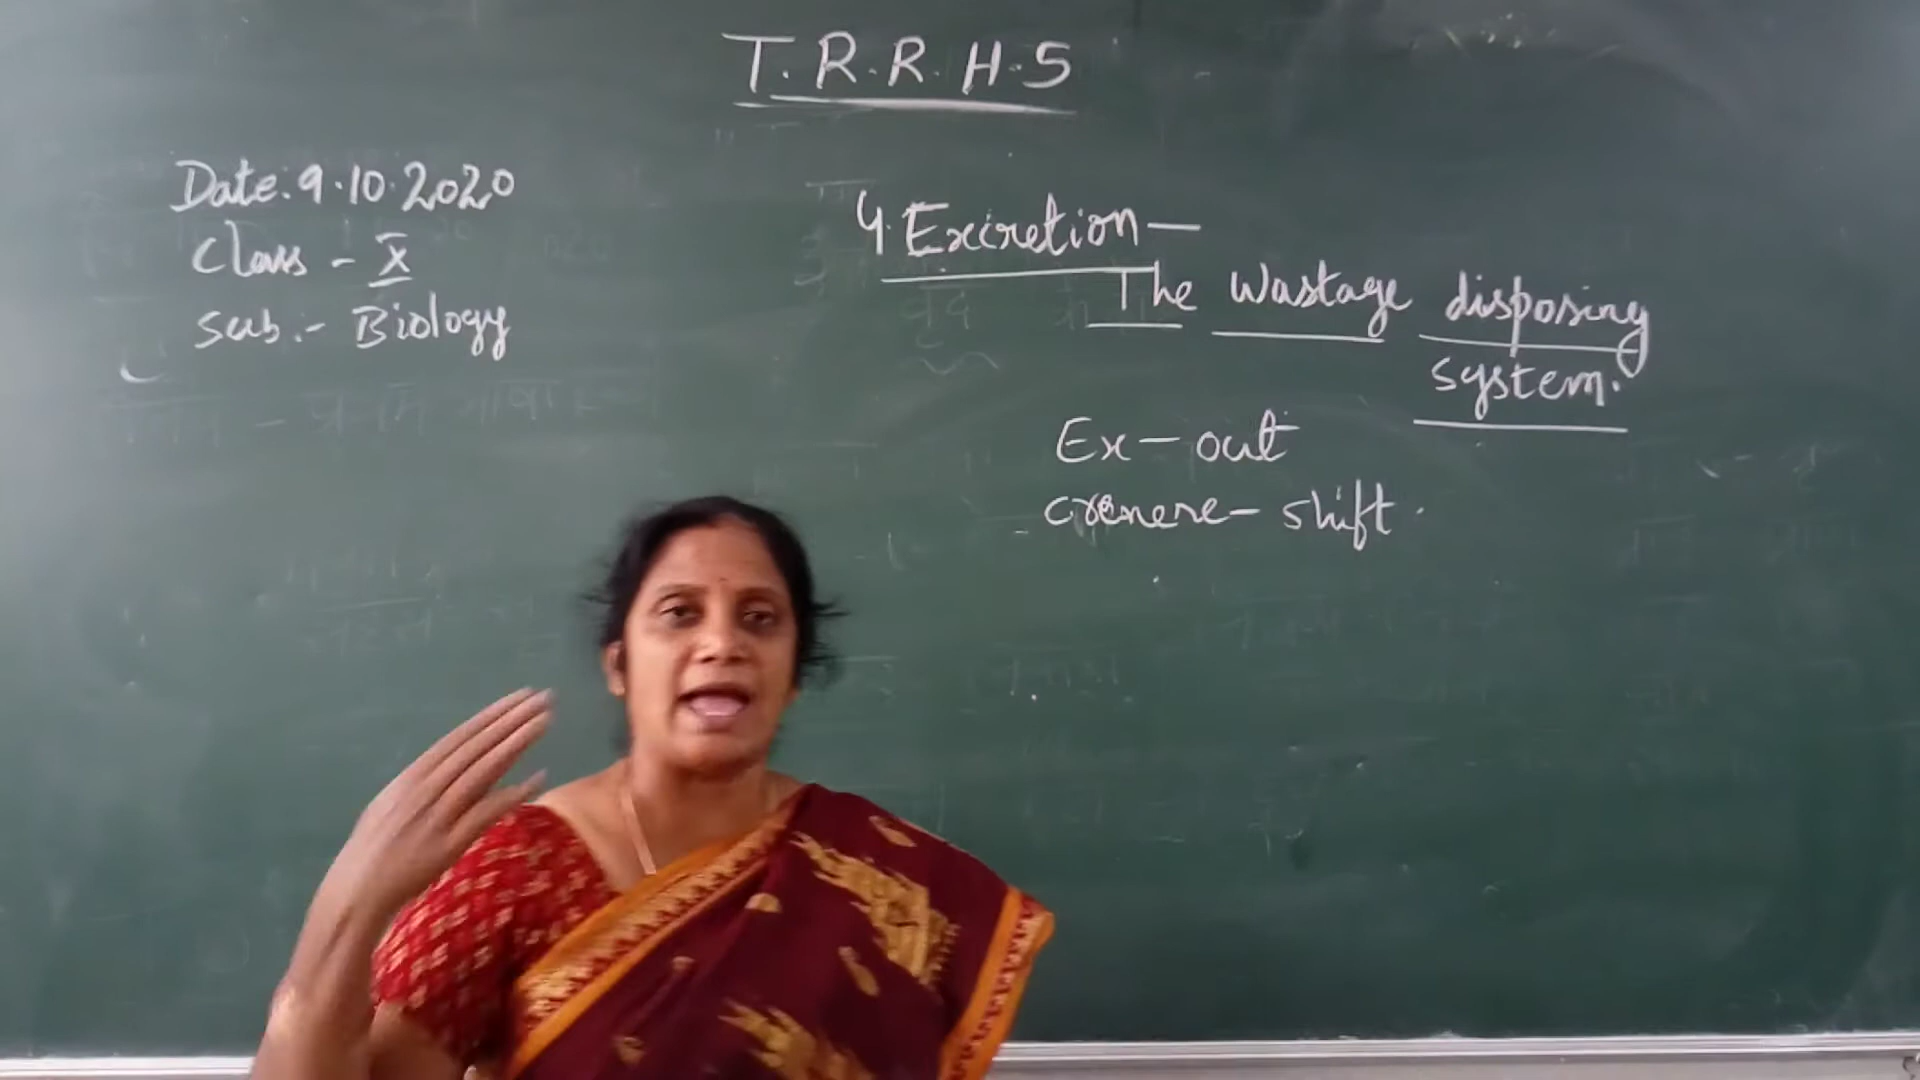 T.R.R.H.S
Date: 9.10.2020
Class - X
Sub:- Biology
4. Excretion —
The Wastage disposing
system.
Ex — out
crenere - shift.